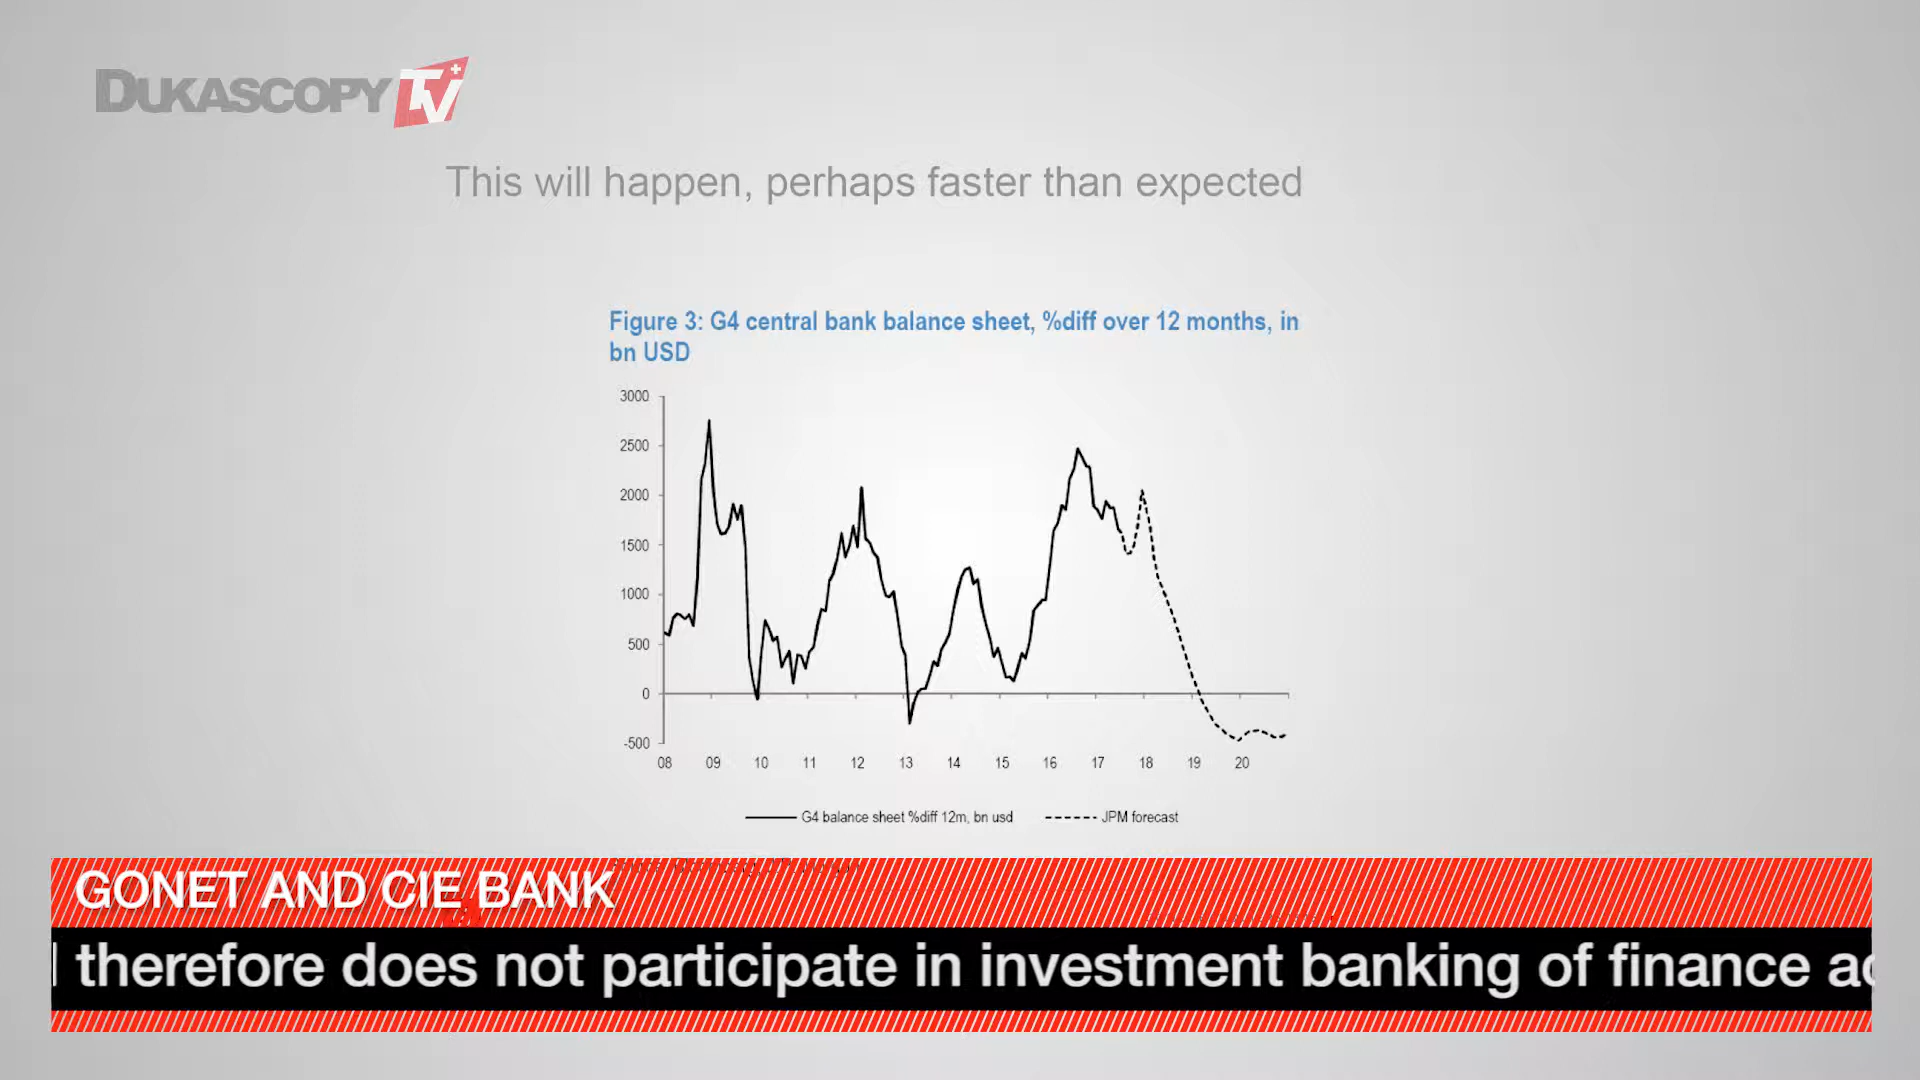 DUKASCOPY TV
This will happen, perhaps faster than expected
Figure 3: G4 central bank balance sheet, %diff over 12 months, in
bn USD
3000
2500
2000
1500
1000
500
0
-500
08 09 10 11 12 13 14 15 16 17 18 19 20
G4 balance sheet %diff 12m, bn usd JPM forecast
GONET AND CIE BANK
therefore does not participate in investment banking of finance